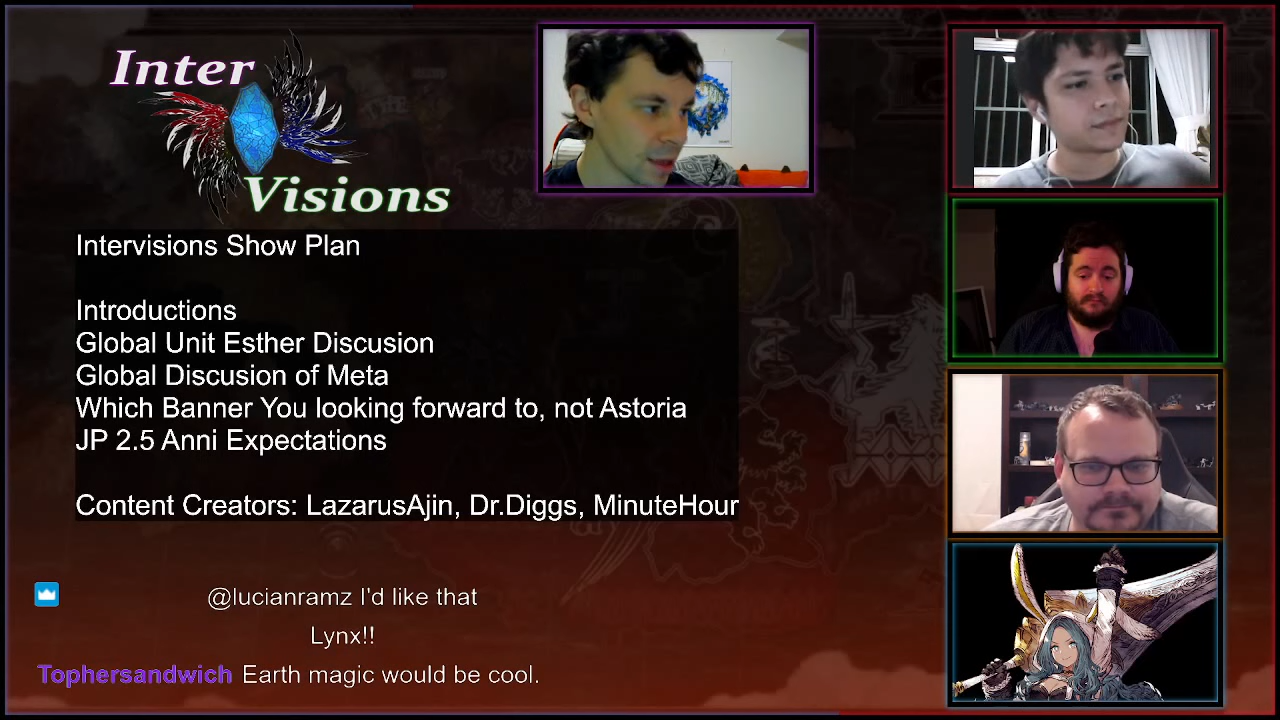 Inter
Visions
Intervisions Show Plan
Introductions
Global Unit Esther Discusion
Global Discusion of Meta
Which Banner You looking forward to, not Astoria
JP 2.5 Anni Expectations
Content Creators: LazarusAjin, Dr.Diggs, MinuteHour
@lucianramz I'd like that
Lynx!!
Tophersandwich Earth magic would be cool.